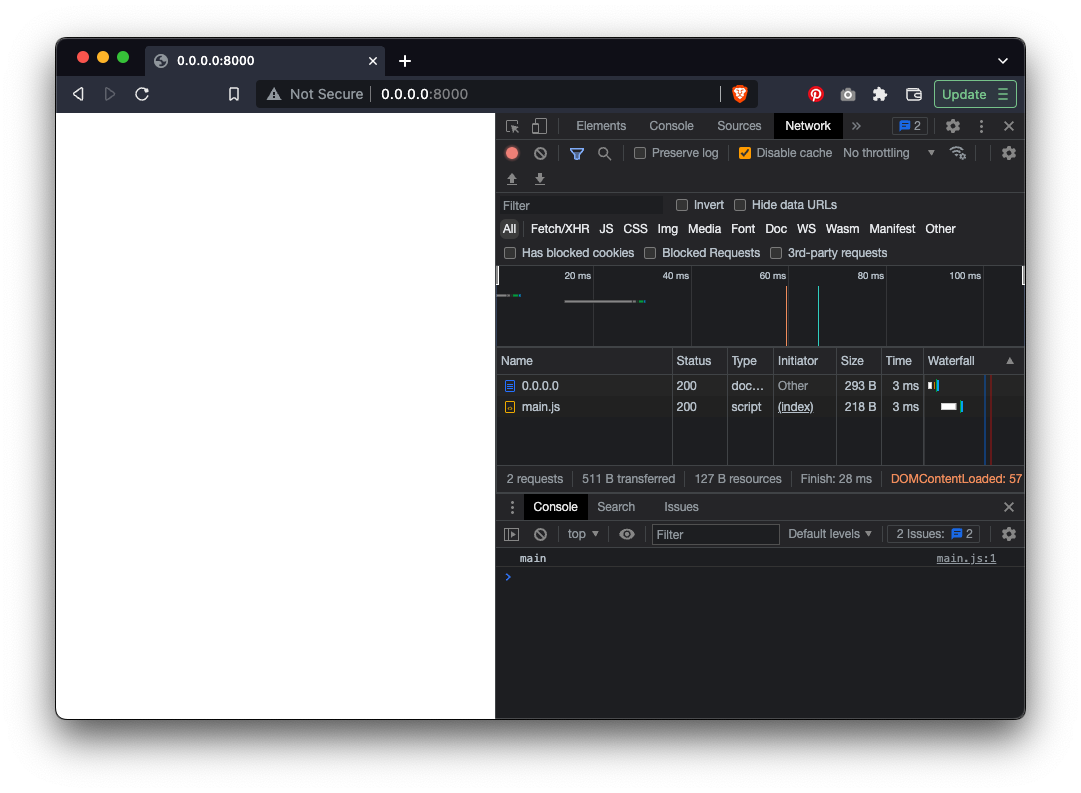 0.0.0.0:8000
Not Secure 0.0.0.0:8000 Update
Elements Console Sources Network » 2
Preserve log Disable cache No throttling
Filter Invert Hide data URLs
All Fetch/XHR JS CSS Img Media Font Doc WS Wasm Manifest Other
Has blocked cookies Blocked Requests 3rd-party requests
20 ms 40 ms 60 ms 80 ms 100 ms
Name Status Type Initiator Size Time Waterfall
0.0.0.0 200 doc... Other 293 B 3 ms
main.js 200 script (index) 218 B 3 ms
2 requests 511 B transferred 127 B resources Finish: 28 ms DOMContentLoaded: 57
Console Search Issues
top Filter Default levels 2 Issues: 2
main main.js:1